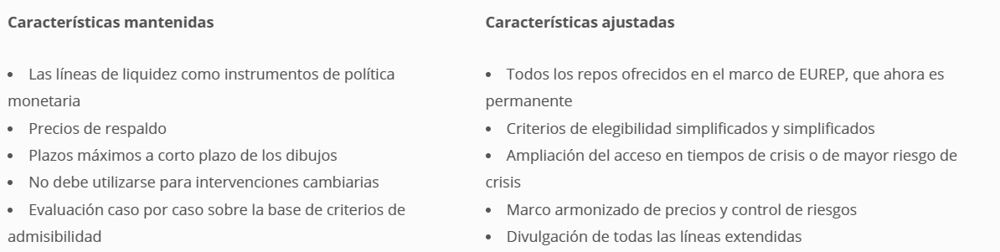 Características mantenidas
• Las líneas de liquidez como instrumentos de política
monetaria
• Precios de respaldo
• Plazos máximos a corto plazo de los dibujos
• No debe utilizarse para intervenciones cambiarias
• Evaluación caso por caso sobre la base de criterios de
admisibilidad
Características ajustadas
• Todos los repos ofrecidos en el marco de EUREP, que ahora es
permanente
• Criterios de elegibilidad simplificados y simplificados
• Ampliación del acceso en tiempos de crisis o de mayor riesgo de
crisis
• Marco armonizado de precios y control de riesgos
• Divulgación de todas las líneas extendidas